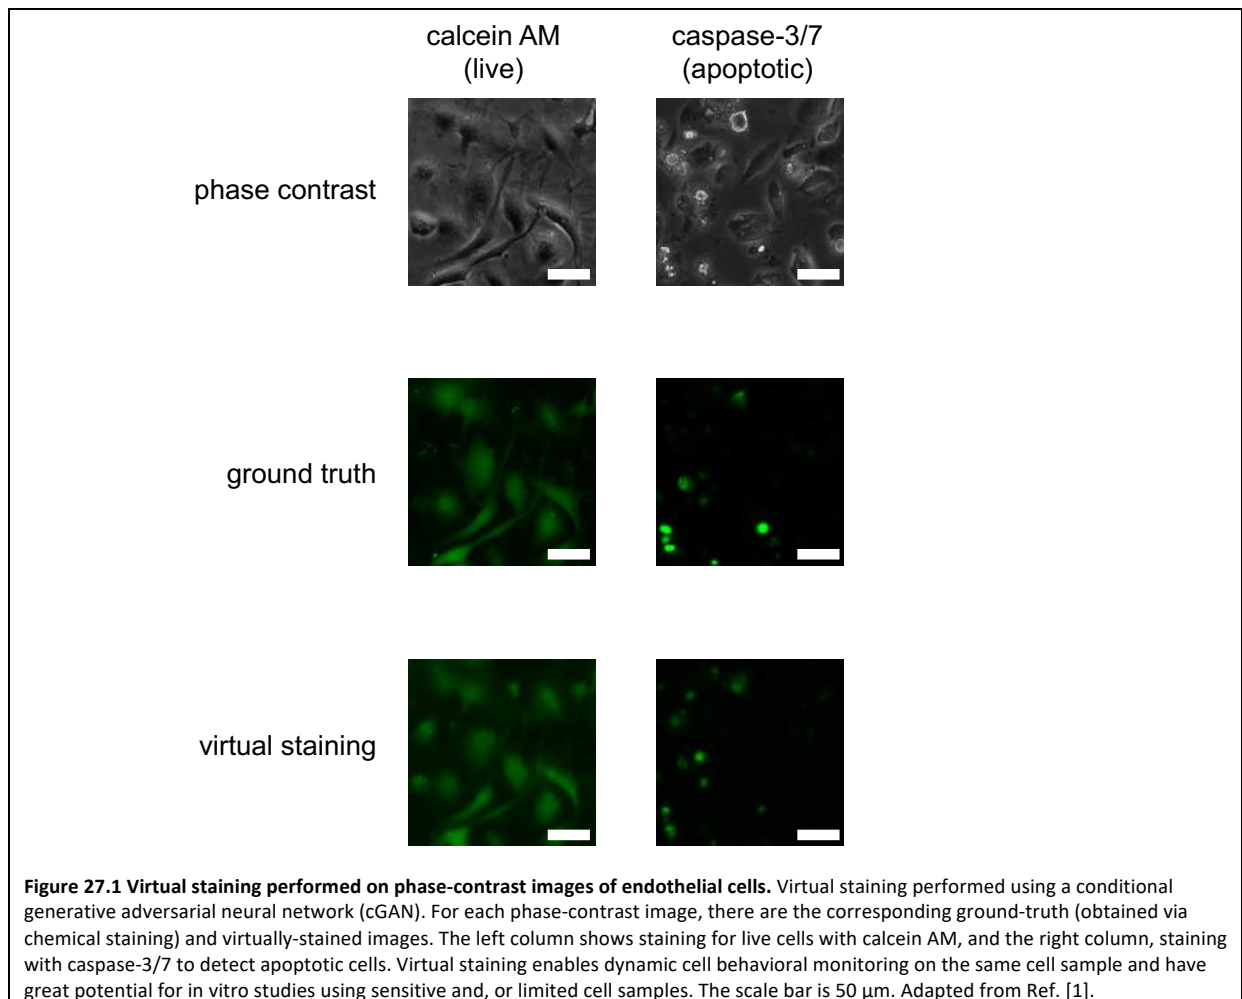 calcein AM caspase-3/7
(live) (apoptotic)
phase contrast
ground truth
virtual staining
Figure 27.1 Virtual staining performed on phase-contrast images of endothelial cells. Virtual staining performed using a conditional
generative adversarial neural network (cGAN). For each phase-contrast image, there are the corresponding ground-truth (obtained via
chemical staining) and virtually-stained images. The left column shows staining for live cells with calcein AM, and the right column, staining
with caspase-3/7 to detect apoptotic cells. Virtual staining enables dynamic cell behavioral monitoring on the same cell sample and have
great potential for in vitro studies using sensitive and, or limited cell samples. The scale bar is 50 µm. Adapted from Ref. [1].